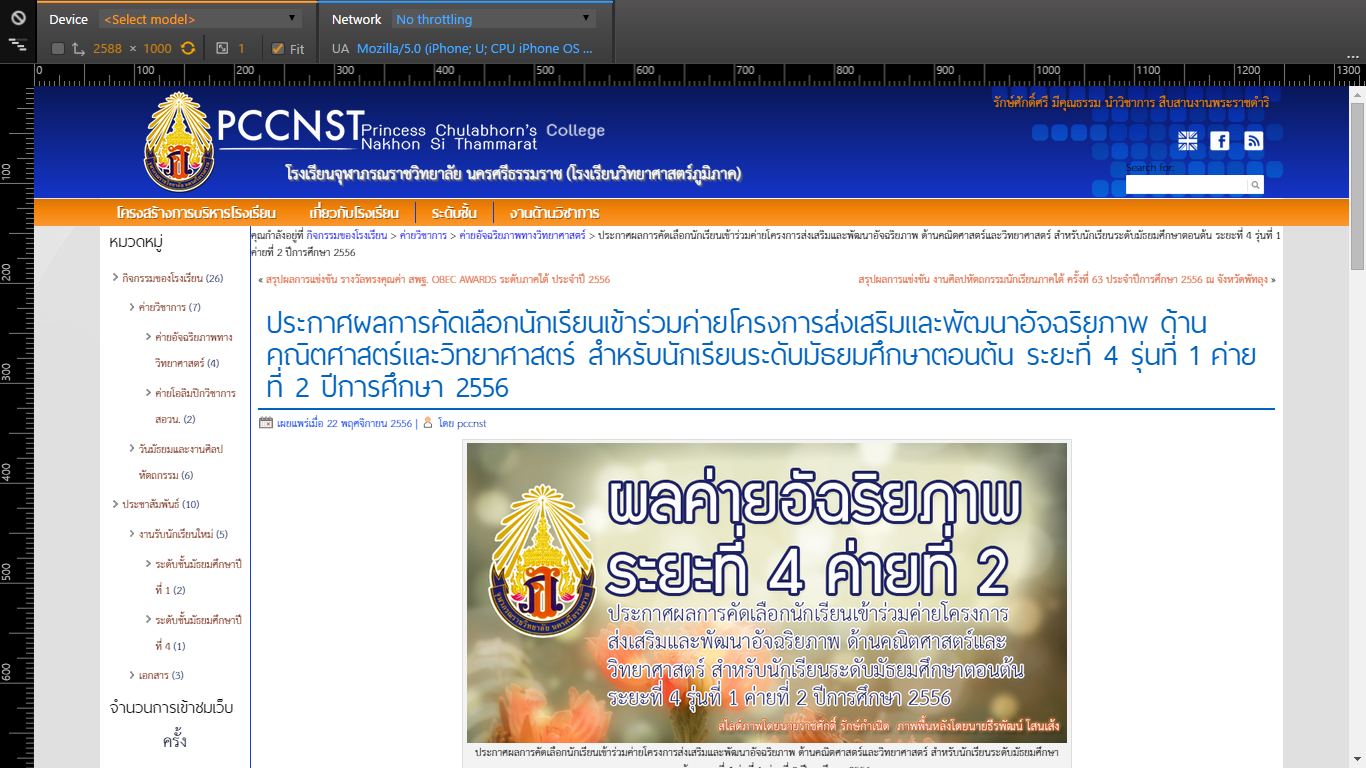 Device <Select model>
Network No throttling
2588 × 1000 1 Fit
UA Mozilla/5.0 (iPhone; U; CPU iPhone OS ...
0 100 200 300 400 500 600 700 800 900 1000 1100 1200 1300
100
200
300
400
500
600
รักษ์ศักดิ์ศรี มีคุณธรรม นำวิชาการ สืบสานงานพระราชดำริ
PCCNST Princess Chulabhorn's College
Nakhon Si Thammarat
โรงเรียนจุฬาภรณราชวิทยาลัย นครศรีธรรมราช (โรงเรียนวิทยาศาสตร์ภูมิภาค)
Search for:
โครงสร้างการบริหารโรงเรียน เกี่ยวกับโรงเรียน ระดับชั้น งานด้านวิชาการ
หมวดหมู่
กิจกรรมของโรงเรียน (26)
ค่ายวิชาการ (7)
ค่ายอัจฉริยภาพทาง
วิทยาศาสตร์ (4)
ค่ายโอลิมปิกวิชาการ
สอวน. (2)
วันมัธยมและงานศิลป
หัตถกรรม (6)
ประชาสัมพันธ์ (10)
งานรับนักเรียนใหม่ (5)
ระดับชั้นมัธยมศึกษาปี
ที่ 1 (2)
ระดับชั้นมัธยมศึกษาปี
ที่ 4 (1)
เอกสาร (3)
จำนวนการเข้าชมเว็บ
ครั้ง
คุณกำลังอยู่ที่ กิจกรรมของโรงเรียน > ค่ายวิชาการ > ค่ายอัจฉริยภาพทางวิทยาศาสตร์ > ประกาศผลการคัดเลือกนักเรียนเข้าร่วมค่ายโครงการส่งเสริมและพัฒนาอัจฉริยภาพ ด้านคณิตศาสตร์และวิทยาศาสตร์ สำหรับนักเรียนระดับมัธยมศึกษาตอนต้น ระยะที่ 4 รุ่นที่ 1
ค่ายที่ 2 ปีการศึกษา 2556
« สรุปผลการแข่งขัน รางวัลทรงคุณค่า สพฐ. OBEC AWARDS ระดับภาคใต้ ประจำปี 2556
สรุปผลการแข่งขัน งานศิลปหัตถกรรมนักเรียนภาคใต้ ครั้งที่ 63 ประจำปีการศึกษา 2556 ณ จังหวัดพัทลุง »
ประกาศผลการคัดเลือกนักเรียนเข้าร่วมค่ายโครงการส่งเสริมและพัฒนาอัจฉริยภาพ ด้าน
คณิตศาสตร์และวิทยาศาสตร์ สำหรับนักเรียนระดับมัธยมศึกษาตอนต้น ระยะที่ 4 รุ่นที่ 1 ค่าย
ที่ 2 ปีการศึกษา 2556
เผยแพร่เมื่อ 22 พฤศจิกายน 2556 | โดย pccnst
ผลค่ายอัฉริยภาพ
ระยะที่ 4 ค่ายที่ 2
ประกาศผลการคัดเลือกนักเรียนเข้าร่วมค่ายโครงการ
ส่งเสริมและพัฒนาอัจฉริยภาพ ด้านคณิตศาสตร์และ
วิทยาศาสตร์ สำหรับนักเรียนระดับมัธยมศึกษาตอนต้น
ระยะที่ 4 รุ่นที่ 1 ค่ายที่ 2 ปีการศึกษา 2556
สไลด์ภาพโดยนายราชศักดิ์ รักษ์กำเนิด ภาพพื้นหลังโดยนายธีรพัฒน์ โสนเส้ง
ประกาศผลการคัดเลือกนักเรียนเข้าร่วมค่ายโครงการส่งเสริมและพัฒนาอัจฉริยภาพ ด้านคณิตศาสตร์และวิทยาศาสตร์ สำหรับนักเรียนระดับมัธยมศึกษา